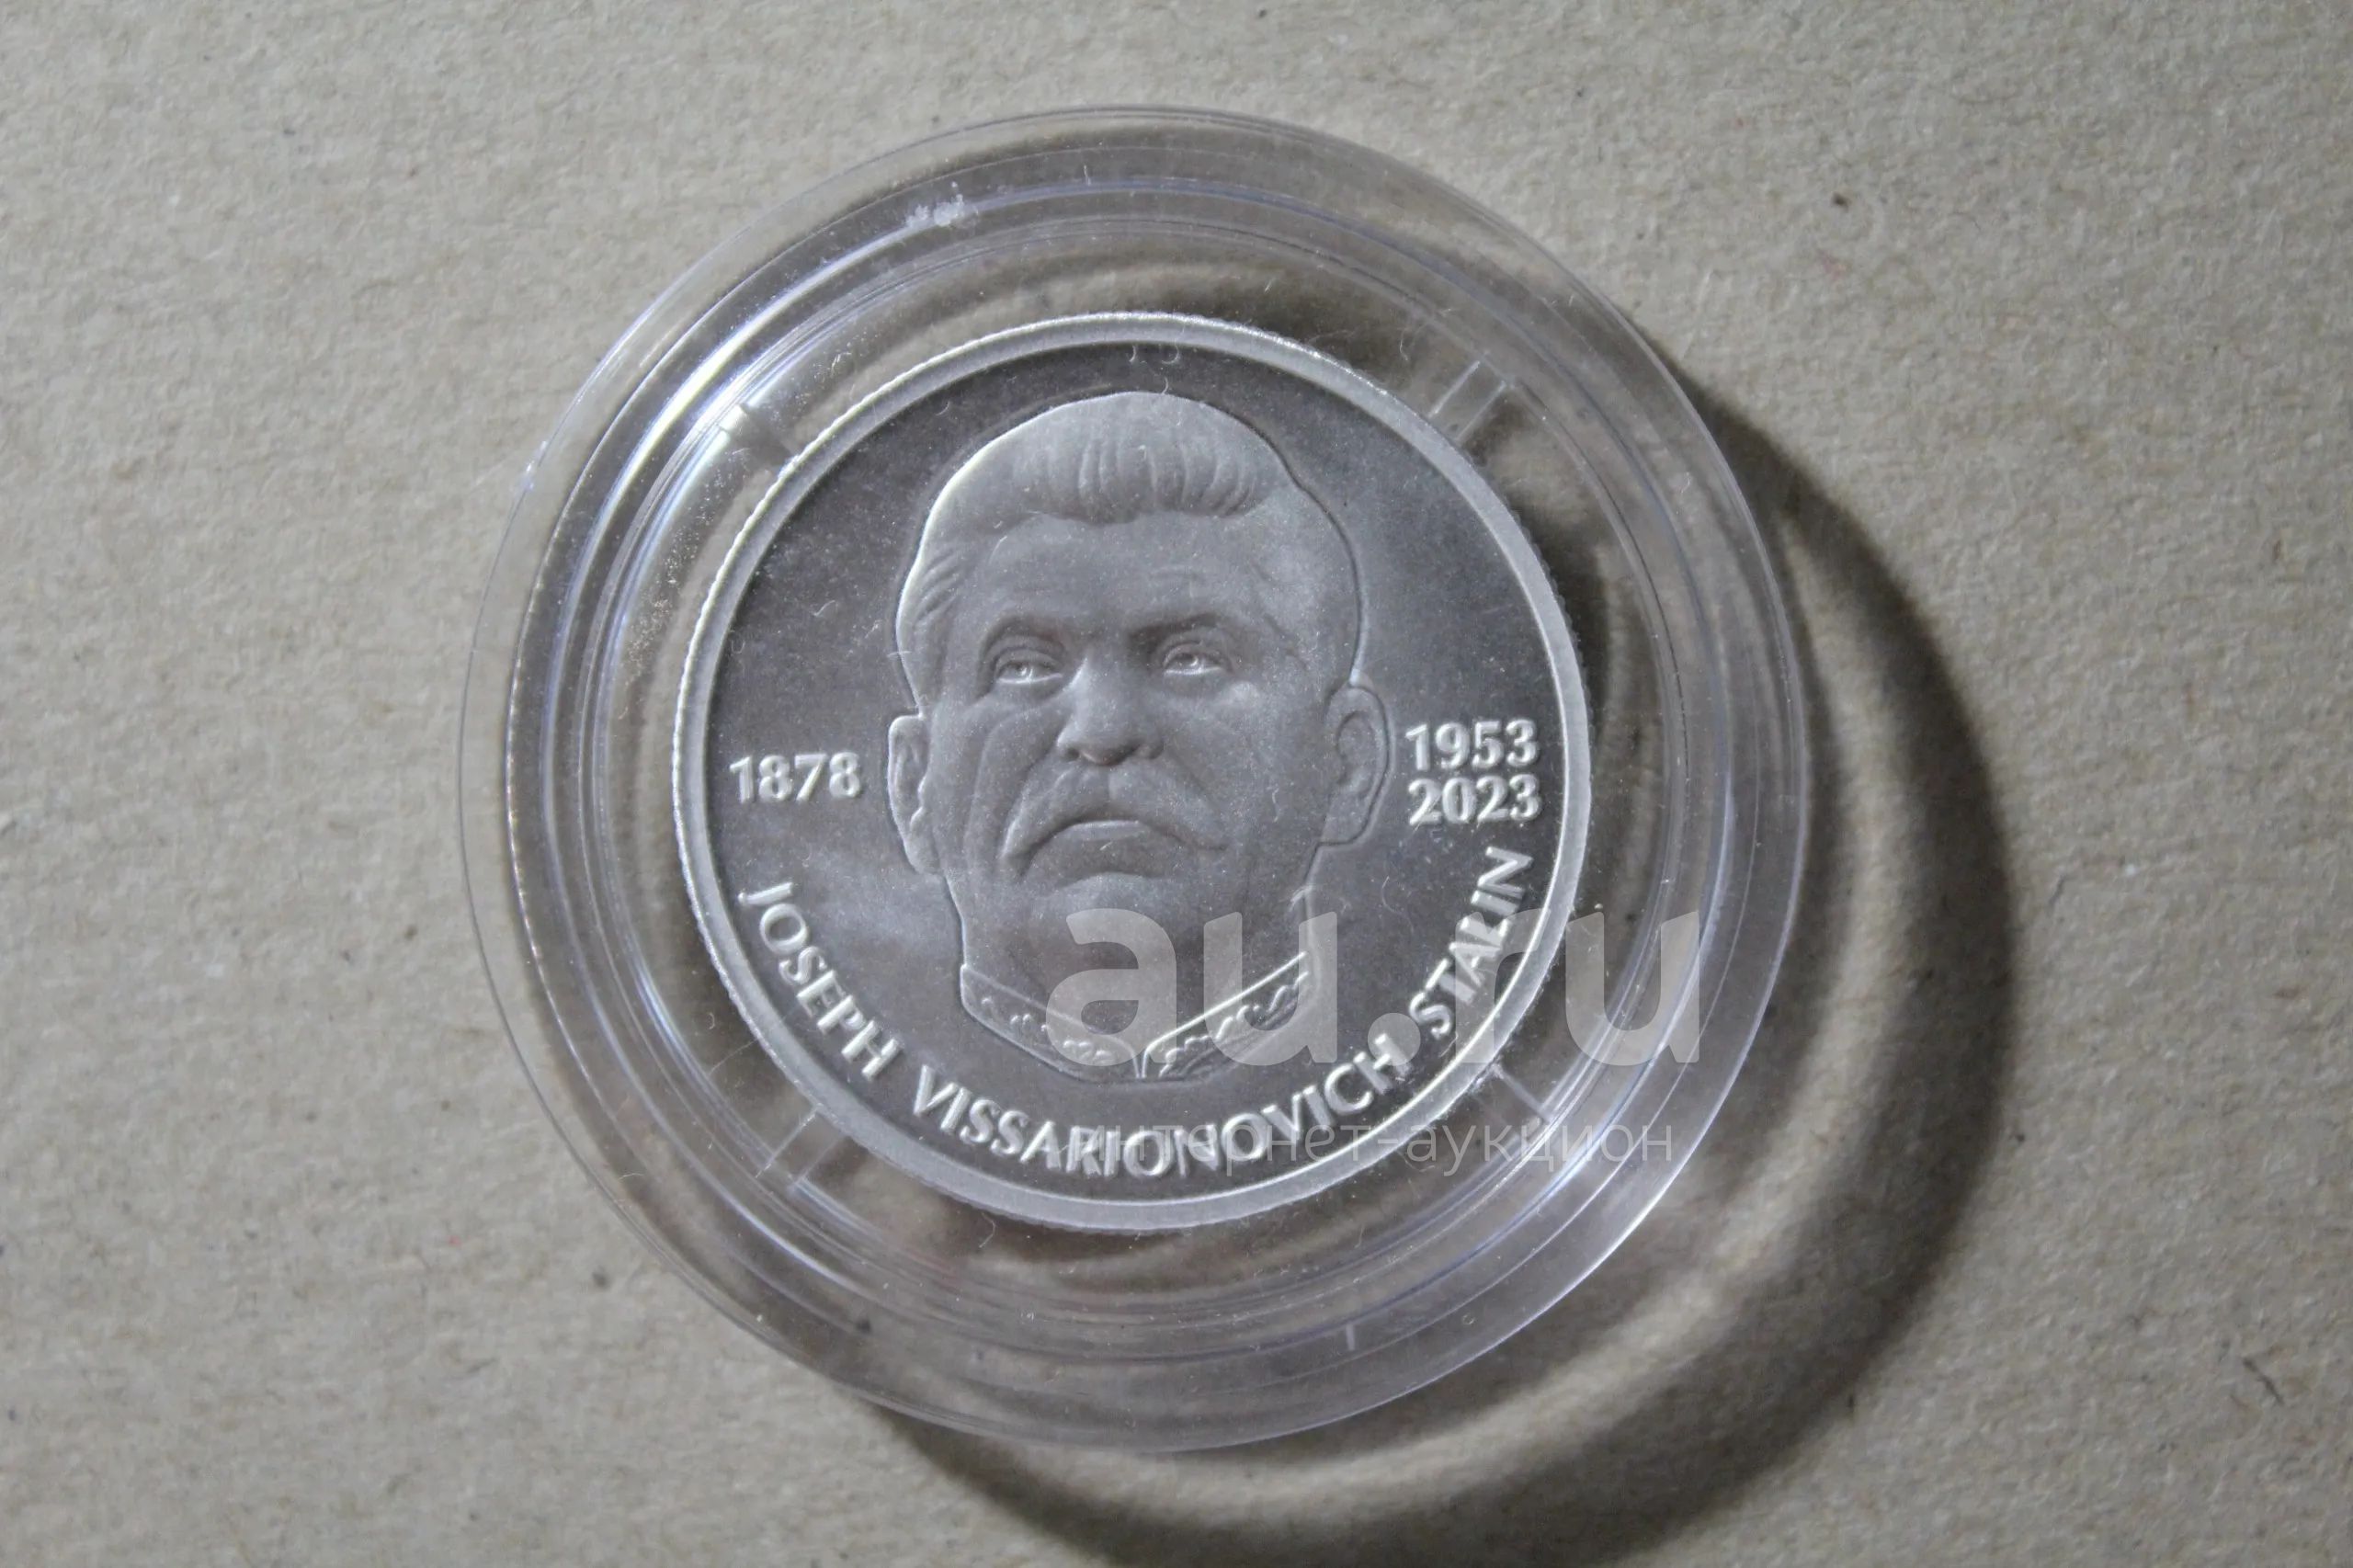 1878
1953
2023
JOSEPH VISSARIONOVICH STALIN
au.ru
интернет-аукцион